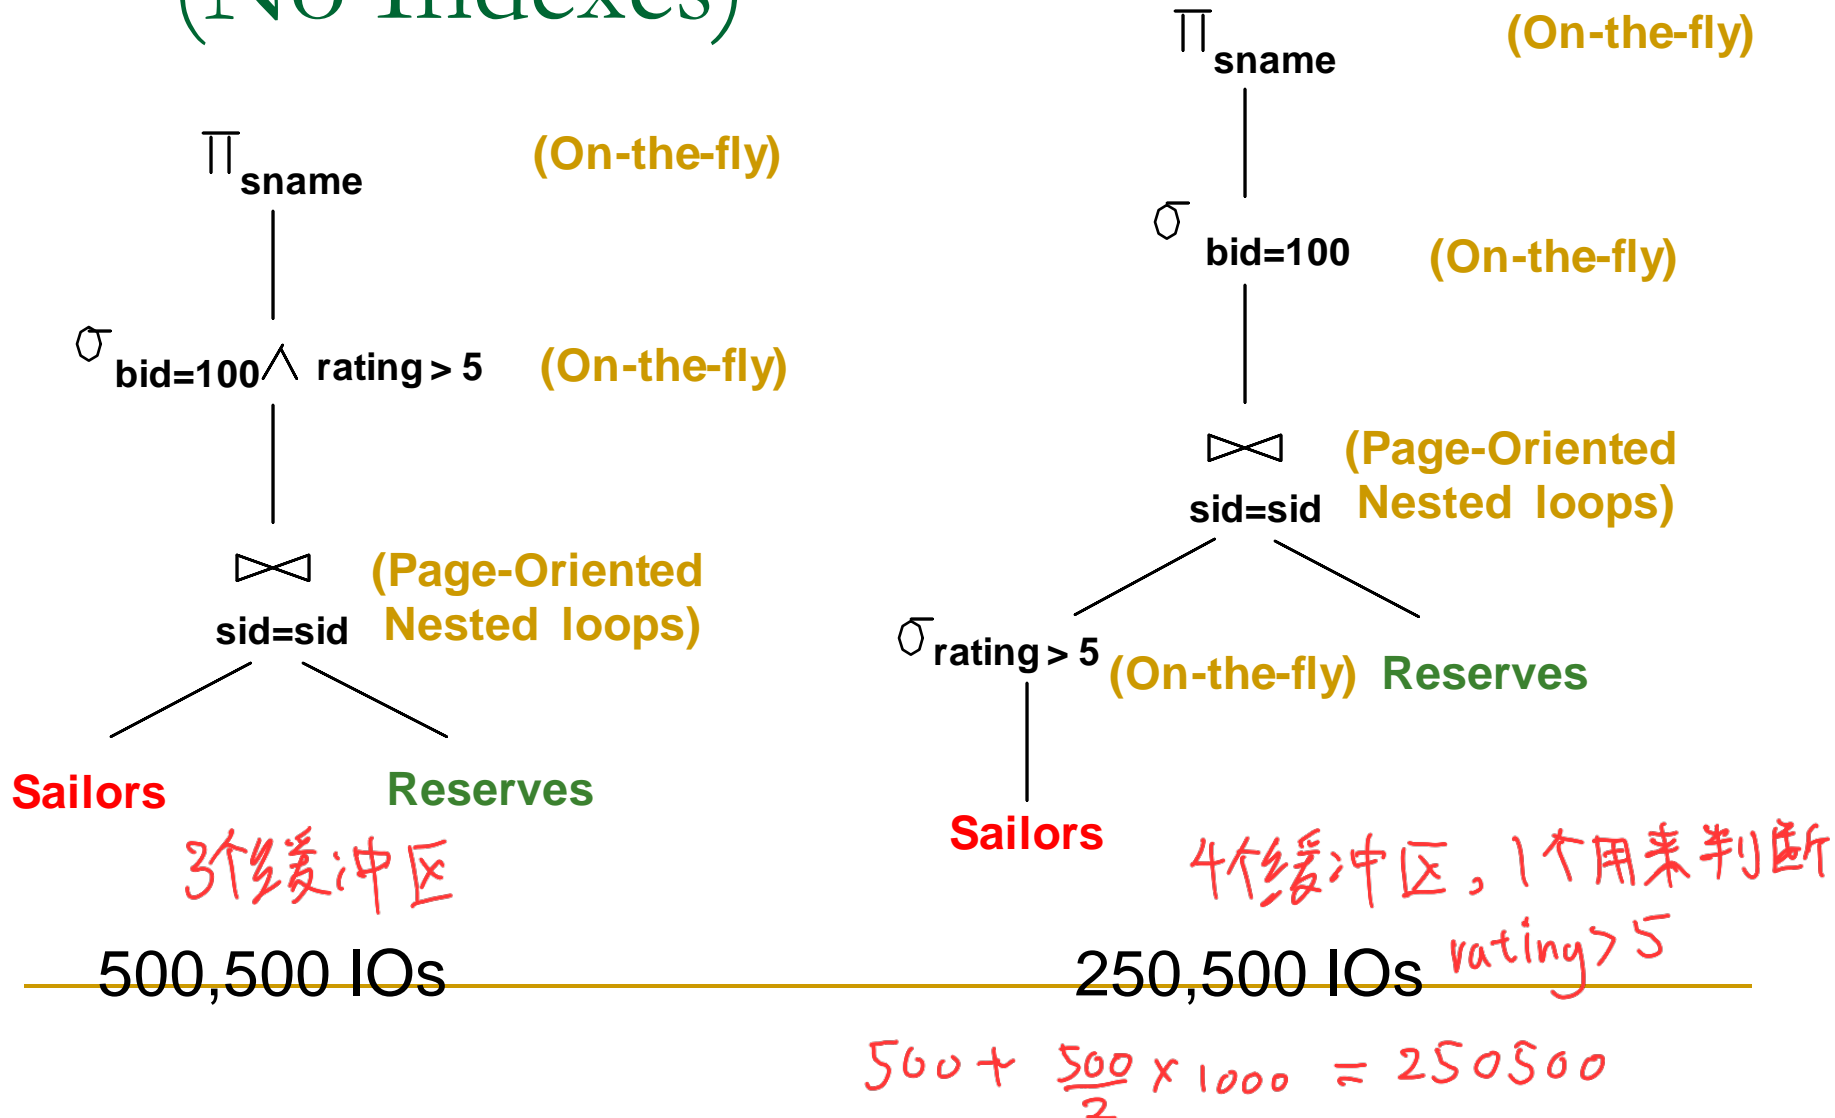 (No Indexes)
∏ sname (On-the-fly)
σ bid=100 ∧ rating > 5 (On-the-fly)
⋈ (Page-Oriented
sid=sid Nested loops)
Sailors Reserves
3个缓冲区
500,500 IOs
∏ sname (On-the-fly)
σ bid=100 (On-the-fly)
⋈ (Page-Oriented
sid=sid Nested loops)
σ rating > 5 (On-the-fly) Reserves
Sailors
4个缓冲区，1个用来判断
rating>5
250,500 IOs
500 + 500/2 × 1000 = 250500